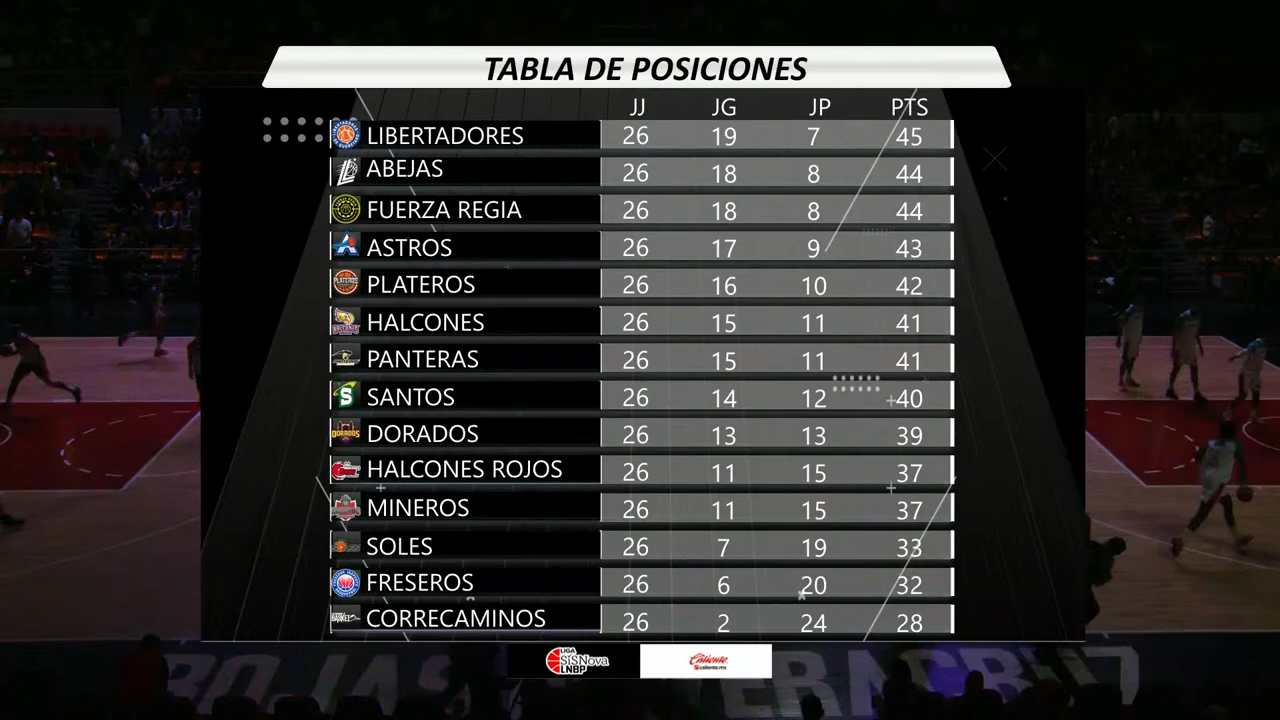 TABLA DE POSICIONES
JJ JG JP PTS
LIBERTADORES 26 19 7 45
ABEJAS 26 18 8 44
FUERZA REGIA 26 18 8 44
ASTROS 26 17 9 43
PLATEROS 26 16 10 42
HALCONES 26 15 11 41
PANTERAS 26 15 11 41
SANTOS 26 14 12 40
DORADOS 26 13 13 39
HALCONES ROJOS 26 11 15 37
MINEROS 26 11 15 37
SOLES 26 7 19 33
FRESEROS 26 6 20 32
CORRECAMINOS 26 2 24 28
LIGA
SiSNova
LNBP
Caliente
caliente.mx
ROJAS